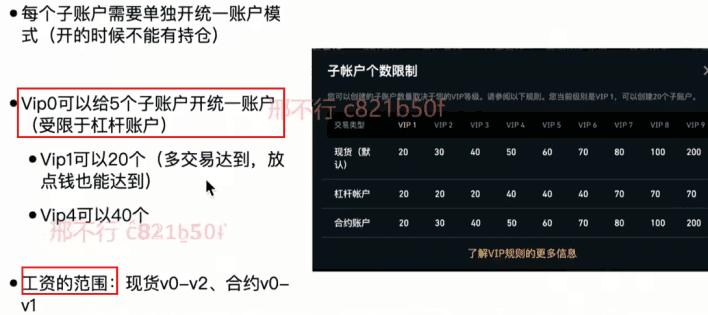 每个子账户需要单独开统一账户模
式（开的时候不能有持仓）
Vip0可以给5个子账户开统一账户
（受限于杠杆账户）
Vip1可以20个（多交易达到，放
点钱也能达到）
Vip4可以40个
工资的范围：现货v0-v2、合约v0-
v1
子帐户个数限制
您可以创建的子账户数量取决于您的VIP等级。请参阅以下规则。您当前级别是VIP 1，可以创建20个子账户。
交易类型 VIP 1 VIP 2 VIP 3 VIP 4 VIP 5 VIP 6 VIP 7 VIP 8 VIP 9
现货（默
认） 20 30 40 50 60 70 80 100 200
杠杆帐户 20 20 20 40 40 40 70 70 70
合约账户 20 30 40 50 60 70 80 100 200
了解VIP规则的更多信息
邢不行 c821b50f
邢不行 c821b50f